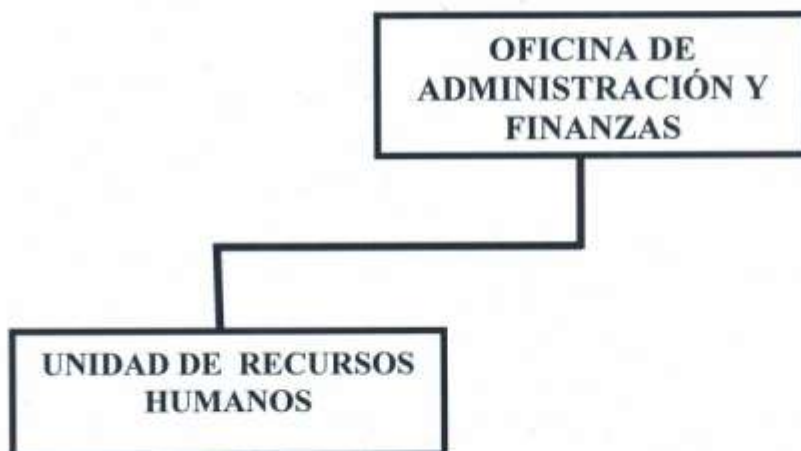 OFICINA DE
ADMINISTRACIÓN Y
FINANZAS
UNIDAD DE RECURSOS
HUMANOS